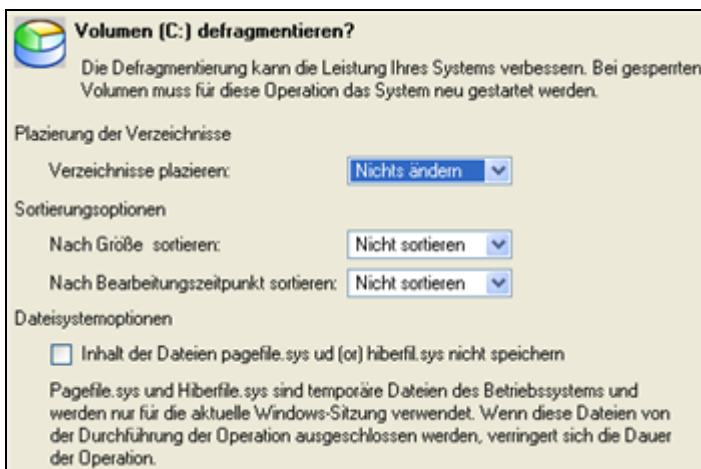 Volumen (C:) defragmentieren?
Die Defragmentierung kann die Leistung Ihres Systems verbessern. Bei gesperrten
Volumen muss für diese Operation das System neu gestartet werden.
Plazierung der Verzeichnisse
Verzeichnisse plazieren: Nichts ändern
Sortierungsoptionen
Nach Größe sortieren: Nicht sortieren
Nach Bearbeitungszeitpunkt sortieren: Nicht sortieren
Dateisystemoptionen
Inhalt der Dateien pagefile.sys ud (or) hiberfil.sys nicht speichern
Pagefile.sys und Hiberfile.sys sind temporäre Dateien des Betriebssystems und
werden nur für die aktuelle Windows-Sitzung verwendet. Wenn diese Dateien von
der Durchführung der Operation ausgeschlossen werden, verringert sich die Dauer
der Operation.